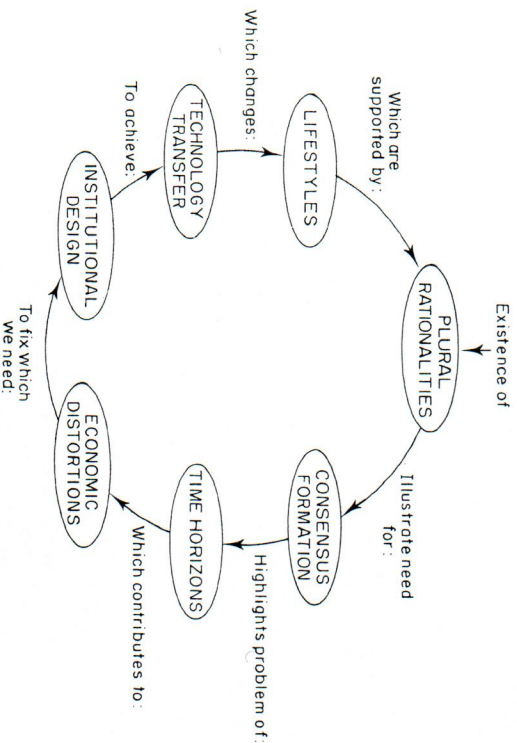 Existence of
PLURAL
RATIONALITIES
Illustrate need
for:
CONSENSUS
FORMATION
Highlights problem of:
TIME HORIZONS
Which contributes to:
ECONOMIC
DISTORTIONS
To fix which
we need:
INSTITUTIONAL
DESIGN
To achieve:
TECHNOLOGY
TRANSFER
Which changes:
LIFESTYLES
Which are
supported by: